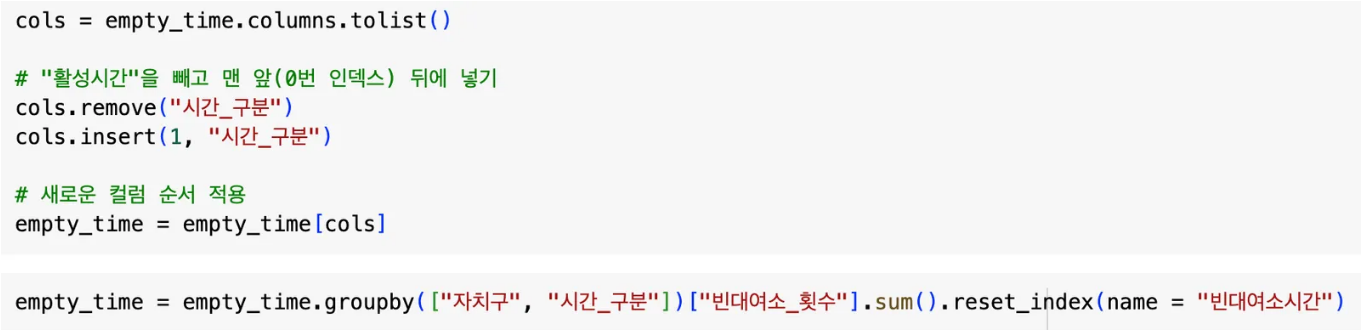 cols = empty_time.columns.tolist()
# "활성시간"을 빼고 맨 앞(0번 인덱스) 뒤에 넣기
cols.remove("시간_구분")
cols.insert(1, "시간_구분")
# 새로운 컬럼 순서 적용
empty_time = empty_time[cols]
empty_time = empty_time.groupby(["자치구", "시간_구분"])["빈대여소_횟수"].sum().reset_index(name = "빈대여소시간")